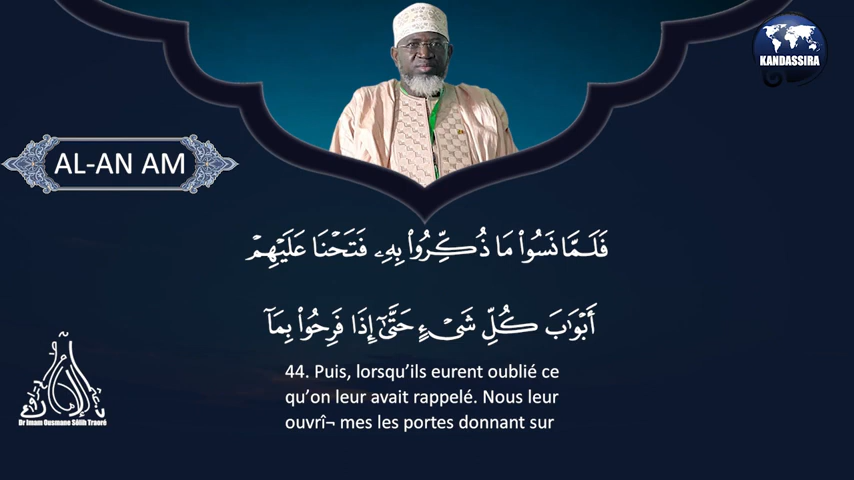 KANDASSIRA
AL-AN AM
فَلَمَّا نَسُوا۟ مَا ذُكِّرُوا۟ بِهِۦ فَتَحْنَا عَلَيْهِمْ
أَبْوَٰبَ كُلِّ شَىْءٍ حَتَّىٰٓ إِذَا فَرِحُوا۟ بِمَآ
44. Puis, lorsqu’ils eurent oublié ce
qu’on leur avait rappelé. Nous leur
ouvrî¬ mes les portes donnant sur
Dr Imam Ousmane Sálih Traoré